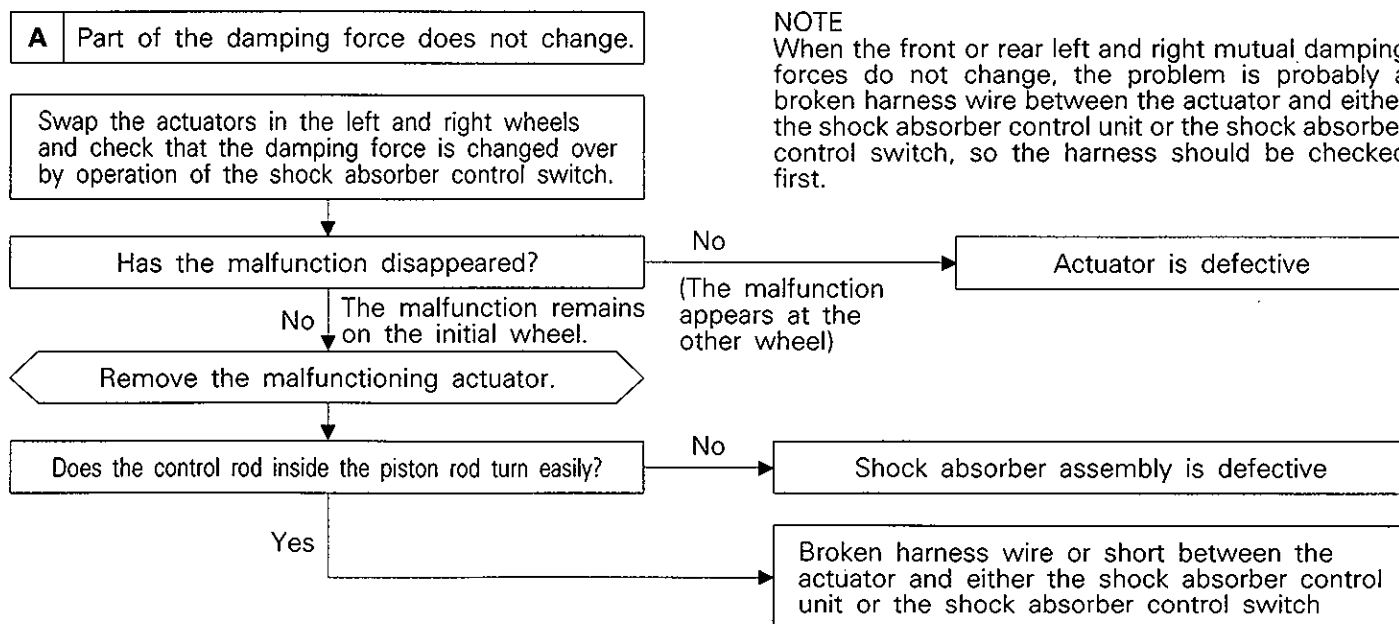 A Part of the damping force does not change.
NOTE
When the front or rear left and right mutual damping
forces do not change, the problem is probably a
broken harness wire between the actuator and either
the shock absorber control unit or the shock absorber
control switch, so the harness should be checked
first.
Swap the actuators in the left and right wheels
and check that the damping force is changed over
by operation of the shock absorber control switch.
Has the malfunction disappeared?
No
(The malfunction
appears at the
other wheel)
Actuator is defective
No
The malfunction remains
on the initial wheel.
Remove the malfunctioning actuator.
Does the control rod inside the piston rod turn easily?
No
Shock absorber assembly is defective
Yes
Broken harness wire or short between the
actuator and either the shock absorber control
unit or the shock absorber control switch